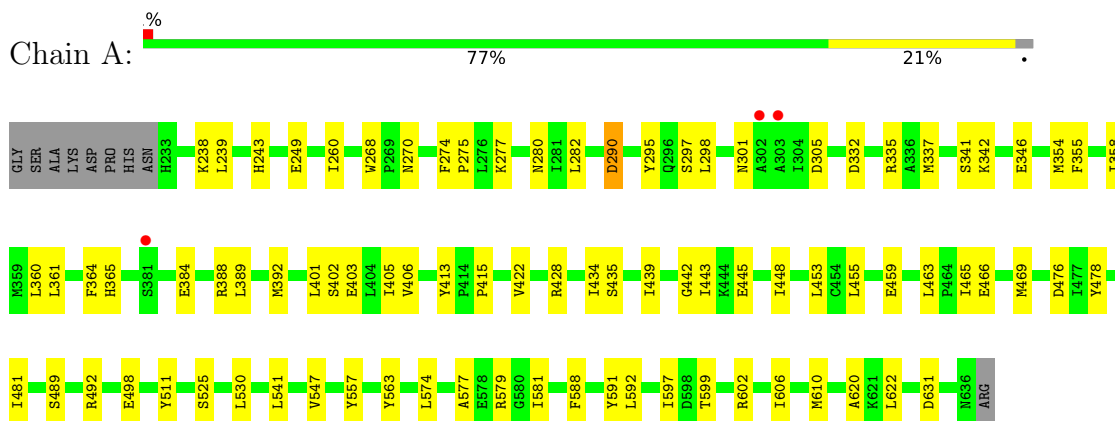 %
Chain A:
77% 21%
GLY SER ALA LYS ASP PRO HIS ASN H233 K238 L239 H243 E249 I260 W268 P269 N270 F274 P275 L276 K277 N280 I281 L282 D290 Y295 Q296 S297 L298 N301 A302 A303 I304 D305 D332 R335 A336 M337 S341 K342 E346 M354 F355
M359 L360 L361 F364 H365 S381 E384 R388 L389 M392 L401 S402 E403 L404 I405 V406 Y413 P414 P415 V422 R428 I434 S435 I439 G442 I443 K444 E445 I448 L453 C454 L455 E459 L463 P464 I465 E466 M469 D476 I477 Y478
I481 S489 R492 E498 Y511 S525 L530 L541 V547 Y557 Y563 L574 A577 E578 R579 G580 I581 F588 Y591 L592 I597 D598 T599 R602 I606 M610 A620 K621 L622 D631 N636 ARG